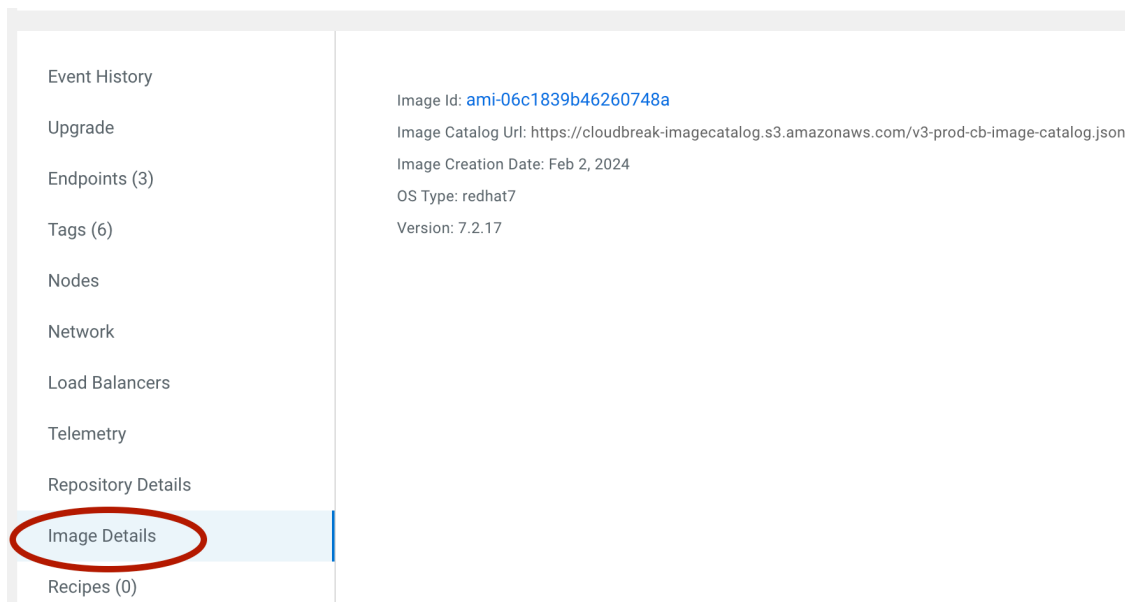 Event History
Upgrade
Endpoints (3)
Tags (6)
Nodes
Network
Load Balancers
Telemetry
Repository Details
Image Details
Recipes (0)
Image Id: ami-06c1839b46260748a
Image Catalog Url: https://cloudbreak-imagecatalog.s3.amazonaws.com/v3-prod-cb-image-catalog.json
Image Creation Date: Feb 2, 2024
OS Type: redhat7
Version: 7.2.17